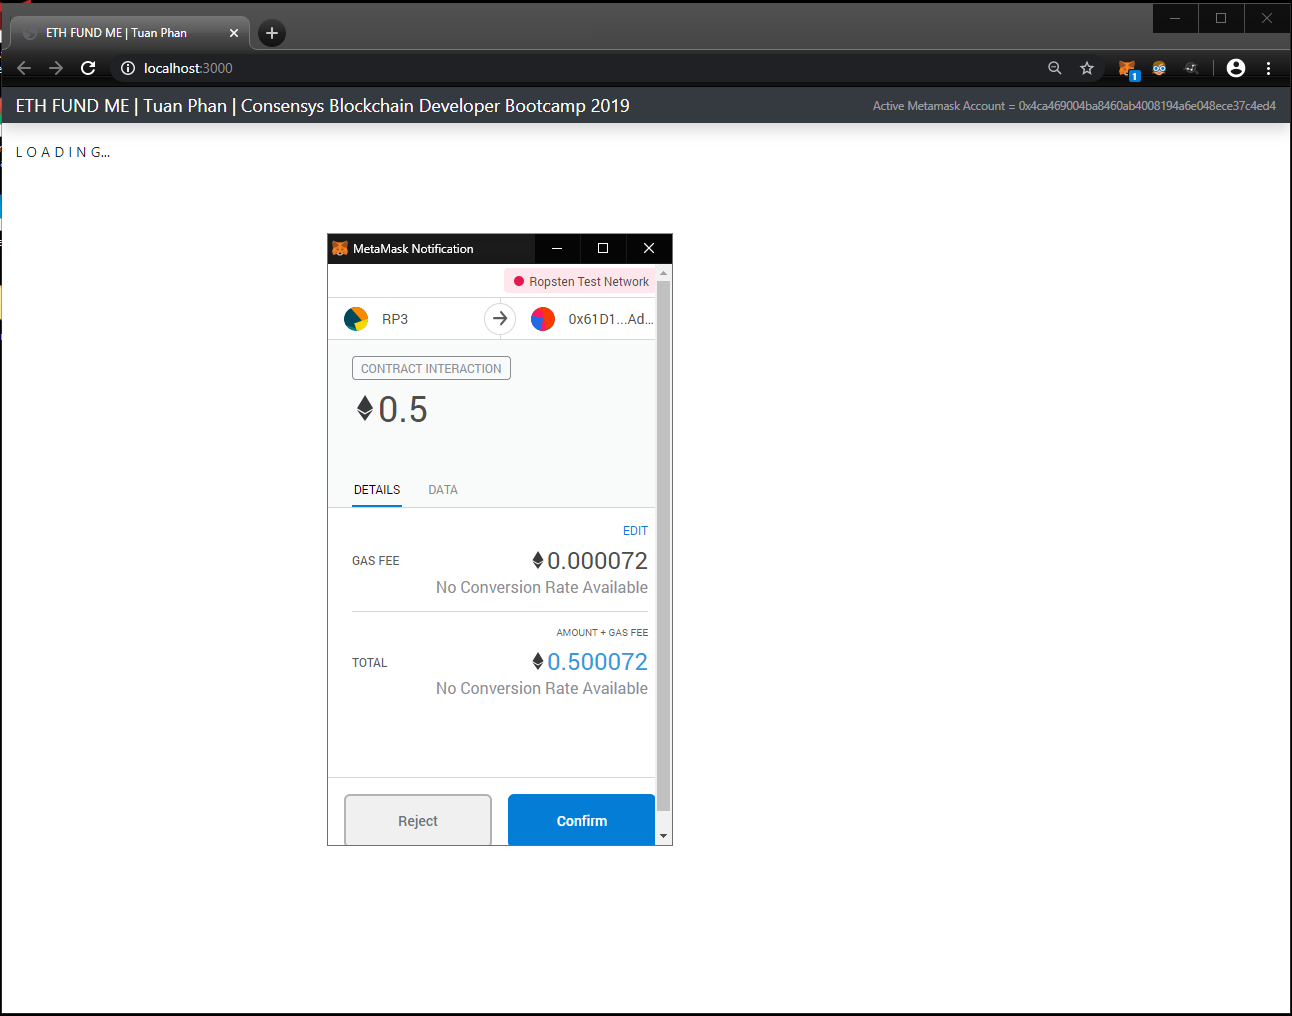 ETH FUND ME | Tuan Phan
localhost:3000
1
ETH FUND ME | Tuan Phan | Consensys Blockchain Developer Bootcamp 2019
Active Metamask Account = 0x4ca469004ba8460ab4008194a6e048ece37c4ed4
L O A D I N G...
MetaMask Notification
Ropsten Test Network
RP3
0x61D1...Ad...
CONTRACT INTERACTION
0.5
DETAILS DATA
EDIT
GAS FEE 0.000072
No Conversion Rate Available
AMOUNT + GAS FEE
TOTAL 0.500072
No Conversion Rate Available
Reject Confirm